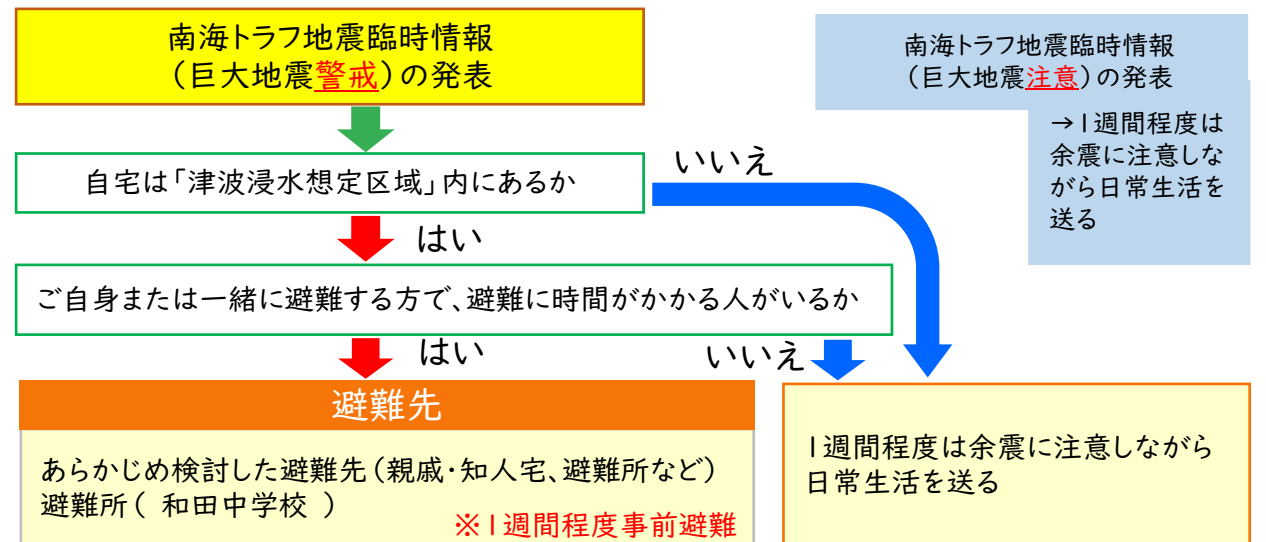 南海トラフ地震臨時情報
（巨大地震警戒）の発表
南海トラフ地震臨時情報
（巨大地震注意）の発表
→1週間程度は
余震に注意しな
がら日常生活を
送る
自宅は「津波浸水想定区域」内にあるか
いいえ
はい
ご自身または一緒に避難する方で、避難に時間がかかる人がいるか
はい
いいえ
避難先
あらかじめ検討した避難先（親戚・知人宅、避難所など）
避難所（ 和田中学校 ）
※1週間程度事前避難
1週間程度は余震に注意しながら
日常生活を送る